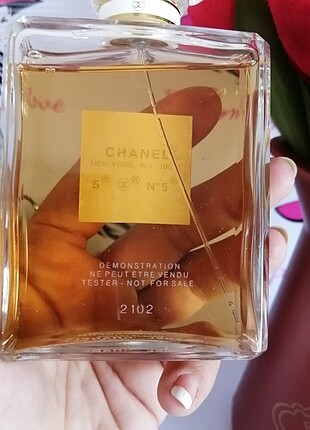 CHANEL®
NEW YORK, N.Y. 100
5® ® N°5®
DEMONSTRATION
NE PEUT ETRE VENDU
TESTER - NOT FOR SALE
2102